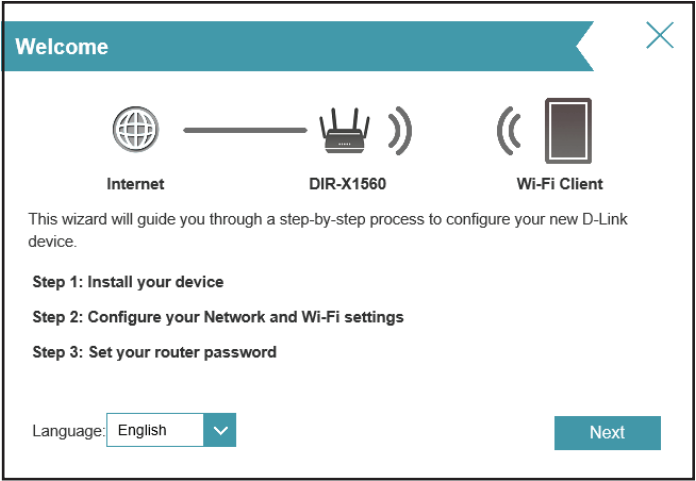 Welcome
Internet
DIR-X1560
Wi-Fi Client
This wizard will guide you through a step-by-step process to configure your new D-Link
device.
Step 1: Install your device
Step 2: Configure your Network and Wi-Fi settings
Step 3: Set your router password
Language: English
Next